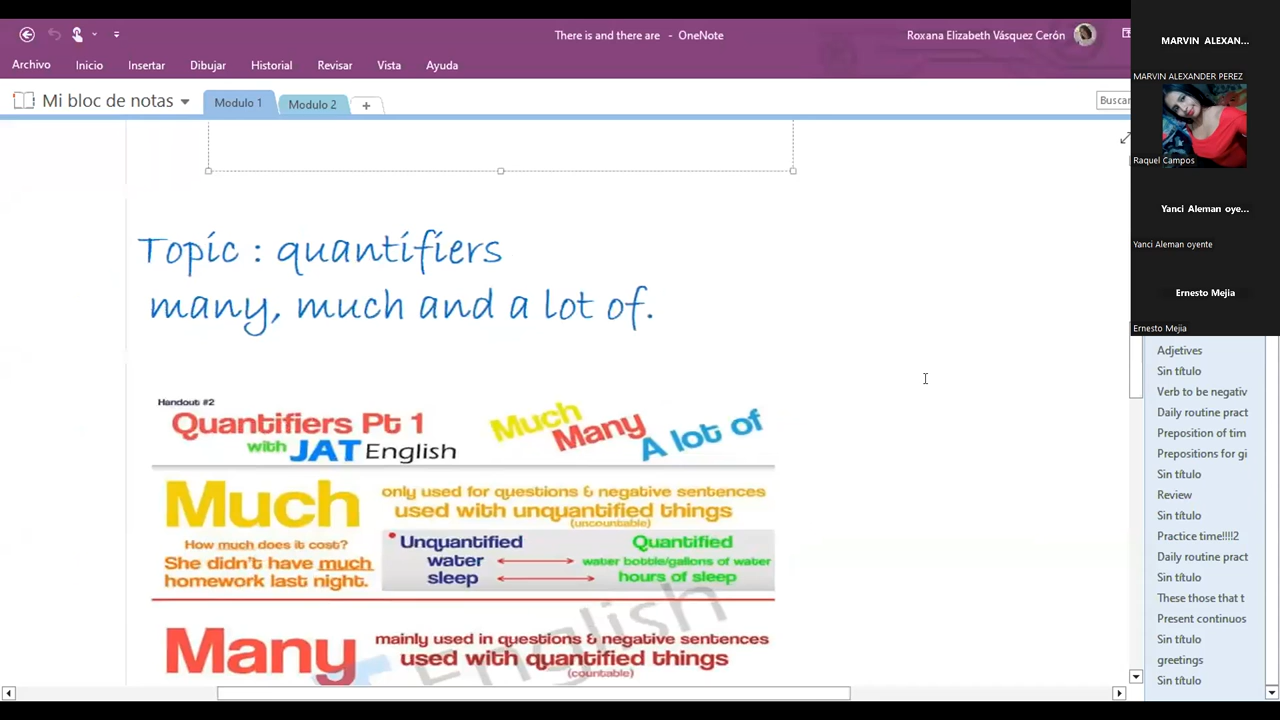 There is and there are - OneNote
Roxana Elizabeth Vásquez Cerón
Archivo Inicio Insertar Dibujar Historial Revisar Vista Ayuda
Mi bloc de notas Modulo 1 Modulo 2 +
Buscar
Topic : quantifiers
many, much and a lot of.
Handout #2
Quantifiers Pt 1
with JAT English
Much
Many
A lot of
Much
only used for questions & negative sentences
used with unquantified things
(uncountable)
How much does it cost?
She didn't have much
homework last night.
Unquantified Quantified
water water bottle/gallons of water
sleep hours of sleep
English
Many
mainly used in questions & negative sentences
used with quantified things
(countable)
MARVIN ALEXAN...
MARVIN ALEXANDER PEREZ
Raquel Campos
Yanci Aleman oye...
Yanci Aleman oyente
Ernesto Mejia
Ernesto Mejia
Adjetives
Sin título
Verb to be negativ
Daily routine pract
Preposition of tim
Prepositions for gi
Sin título
Review
Sin título
Practice time!!!!2
Daily routine pract
Sin título
These those that t
Present continuos
Sin título
greetings
Sin título